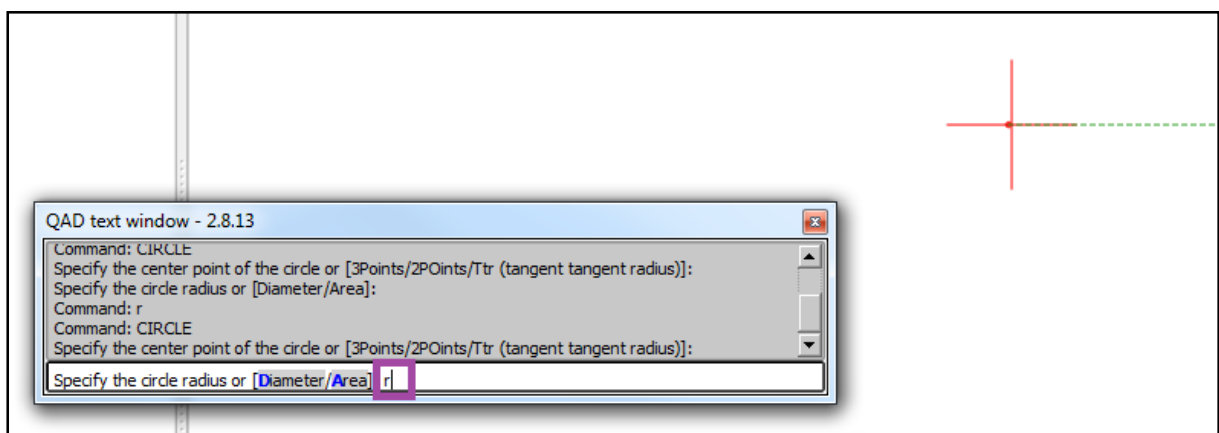 QAD text window - 2.8.13
Command: CIRCLE
Specify the center point of the circle or [3Points/2POints/Ttr (tangent tangent radius)]:
Specify the circle radius or [Diameter/Area]:
Command: r
Command: CIRCLE
Specify the center point of the circle or [3Points/2POints/Ttr (tangent tangent radius)]:
Specify the circle radius or [Diameter/Area] r